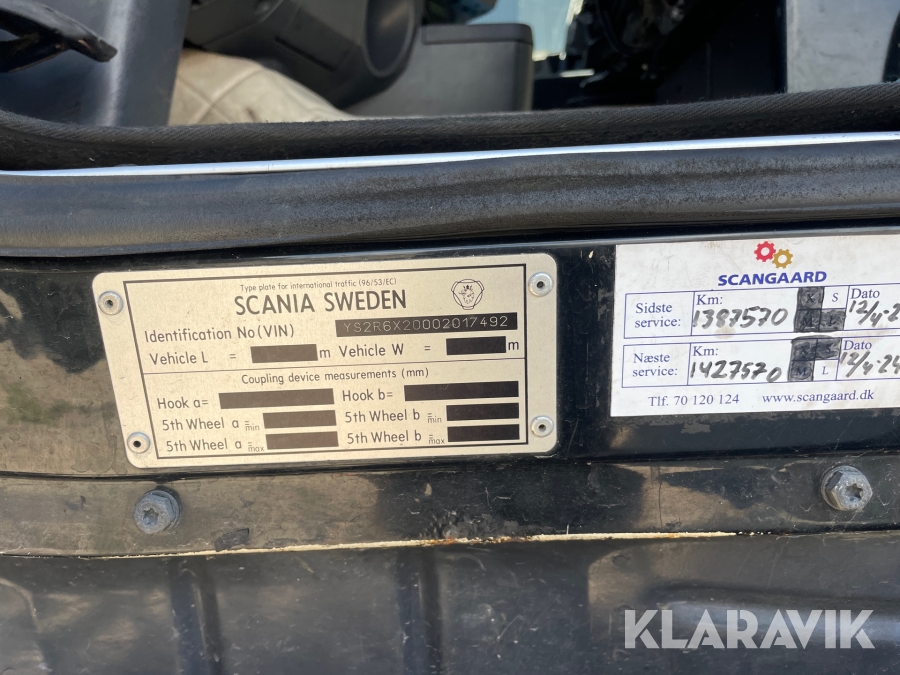 Type plate for international traffic (96/53/EC)
SCANIA SWEDEN
Identification No (VIN) YS2R6X20002017492
Vehicle L = m Vehicle W = m
Coupling device measurements (mm)
Hook a= Hook b=
5th Wheel a = min 5th Wheel b = min
5th Wheel a = max 5th Wheel b = max
SCANGAARD
Sidste service: Km: 1387570 X S M L Dato 12/4-2
Næste service: Km: 1427570 M L 12/4-24
Tlf. 70 120 124 www.scangaard.dk
KLARAVIK